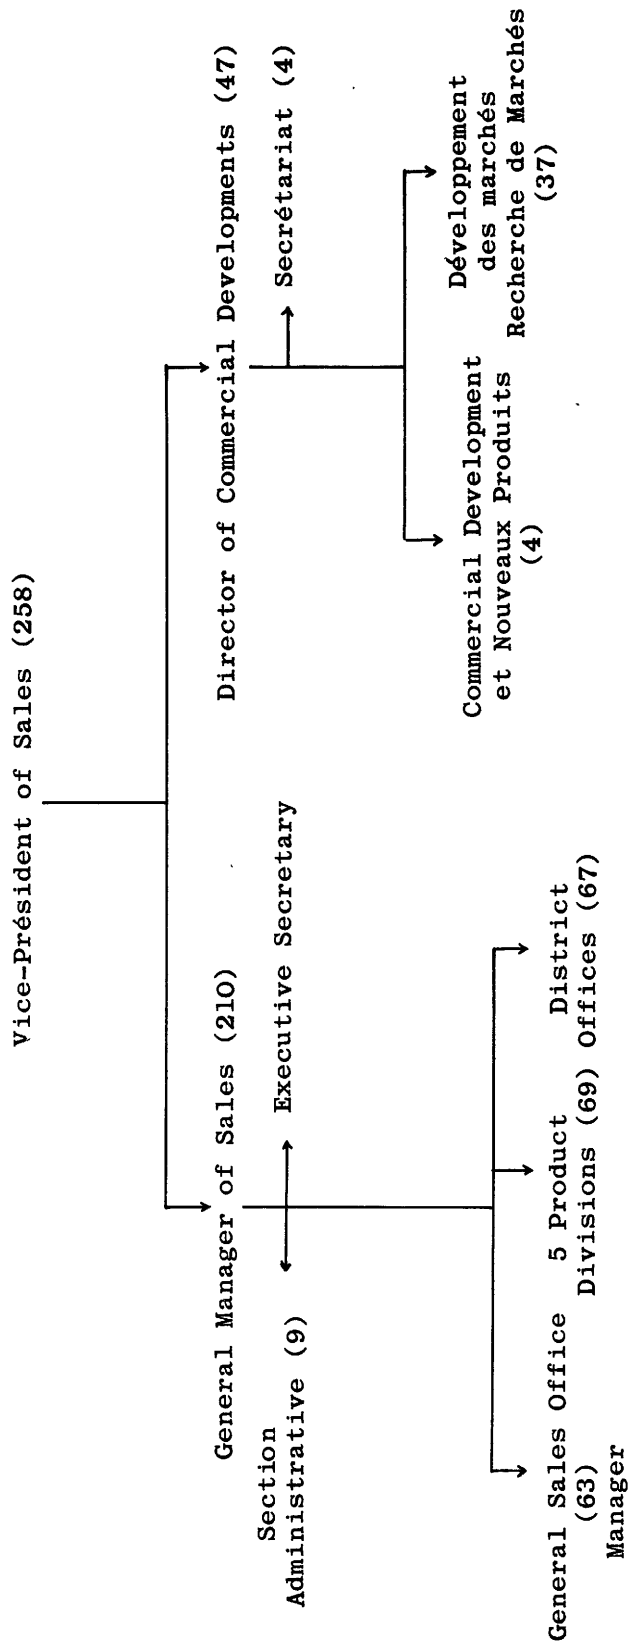 Vice-Président of Sales (258)
General Manager of Sales (210)
Director of Commercial Developments (47)
Section
Administrative (9)
Executive Secretary
Secrétariat (4)
General Sales Office
(63)
Manager
5 Product
Divisions (69)
District
Offices (67)
Commercial Development
et Nouveaux Produits
(4)
Développement
des marchés
Recherche de Marchés
(37)